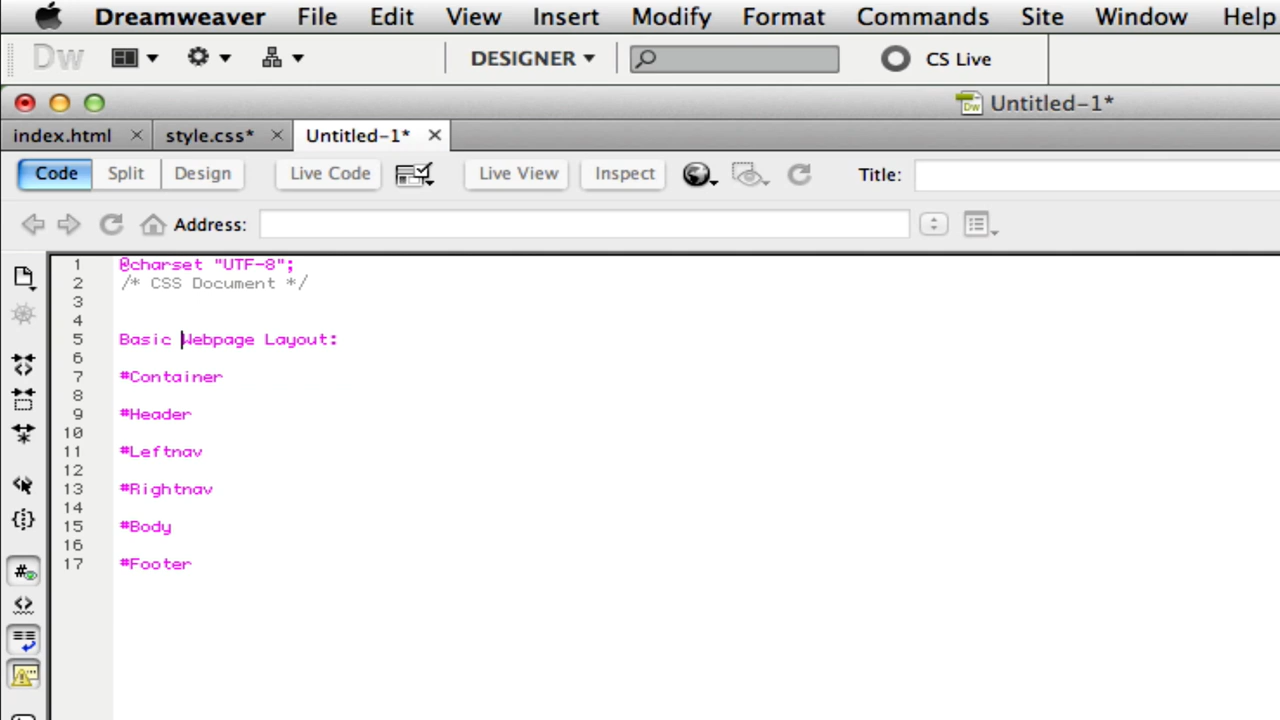 Dreamweaver File Edit View Insert Modify Format Commands Site Window Help
Dw DESIGNER CS Live
Dw Untitled-1*
index.html style.css* Untitled-1*
Code Split Design Live Code Live View Inspect Title:
Address:
1 @charset "UTF-8";
2 /* CSS Document */
3
4
5 Basic Webpage Layout:
6
7 #Container
8
9 #Header
10
11 #Leftnav
12
13 #Rightnav
14
15 #Body
16
17 #Footer